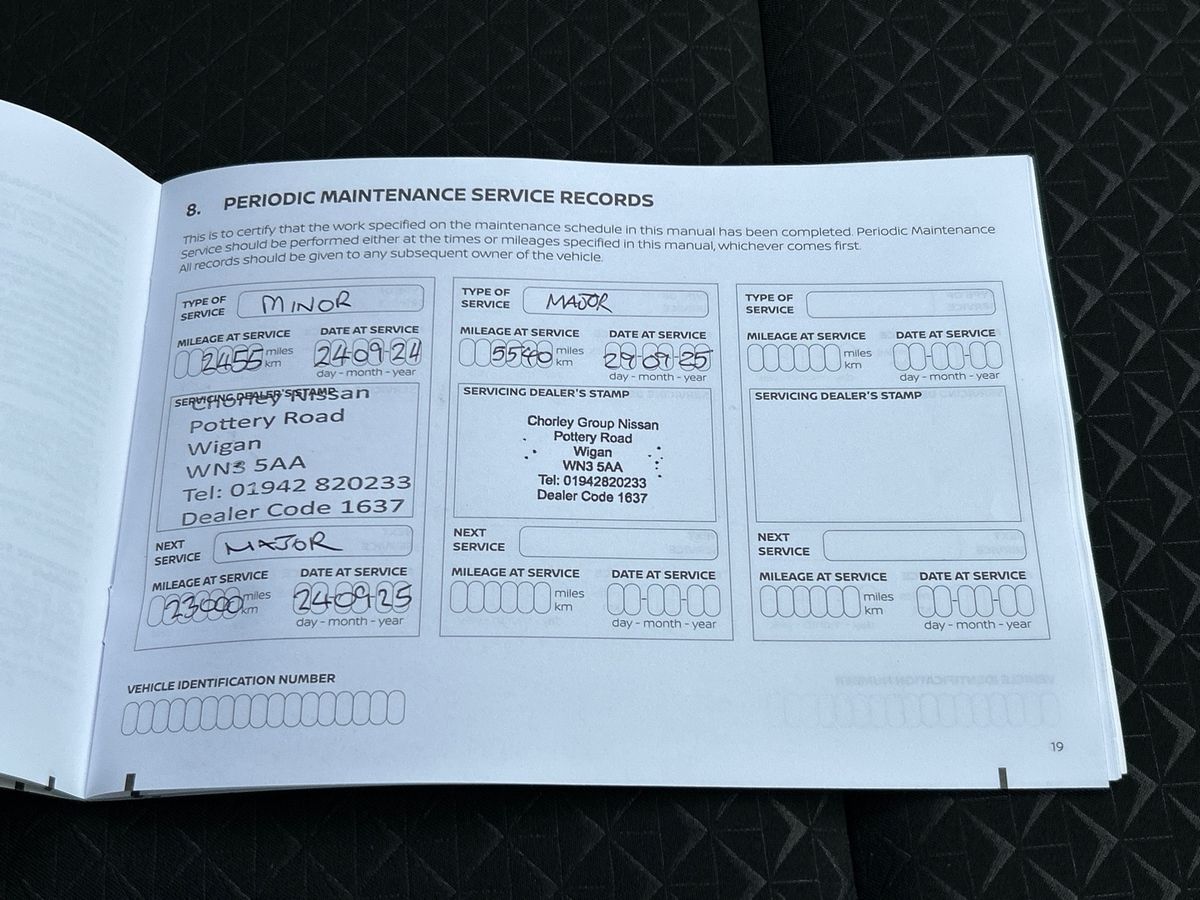 8. PERIODIC MAINTENANCE SERVICE RECORDS
This is to certify that the work specified on the maintenance schedule in this manual has been completed. Periodic Maintenance
Service should be performed either at the times or mileages specified in this manual, whichever comes first.
All records should be given to any subsequent owner of the vehicle.
TYPE OF
SERVICE
MINOR
MILEAGE AT SERVICE
DATE AT SERVICE
2455 miles
km
24-09-24
day - month - year
SERVICING DEALER'S STAMP
Chorley Nissan
Pottery Road
Wigan
WN3 5AA
Tel: 01942 820233
Dealer Code 1637
NEXT
SERVICE
MAJOR
MILEAGE AT SERVICE
DATE AT SERVICE
23000 miles
km
24-09-25
day - month - year
TYPE OF
SERVICE
MAJOR
MILEAGE AT SERVICE
DATE AT SERVICE
5540 miles
km
29-09-25
day - month - year
SERVICING DEALER'S STAMP
Chorley Group Nissan
Pottery Road
Wigan
WN3 5AA
Tel: 01942820233
Dealer Code 1637
NEXT
SERVICE
MILEAGE AT SERVICE
DATE AT SERVICE
miles
km
day - month - year
TYPE OF
SERVICE
MILEAGE AT SERVICE
DATE AT SERVICE
miles
km
day - month - year
SERVICING DEALER'S STAMP
NEXT
SERVICE
MILEAGE AT SERVICE
DATE AT SERVICE
miles
km
day - month - year
VEHICLE IDENTIFICATION NUMBER
19